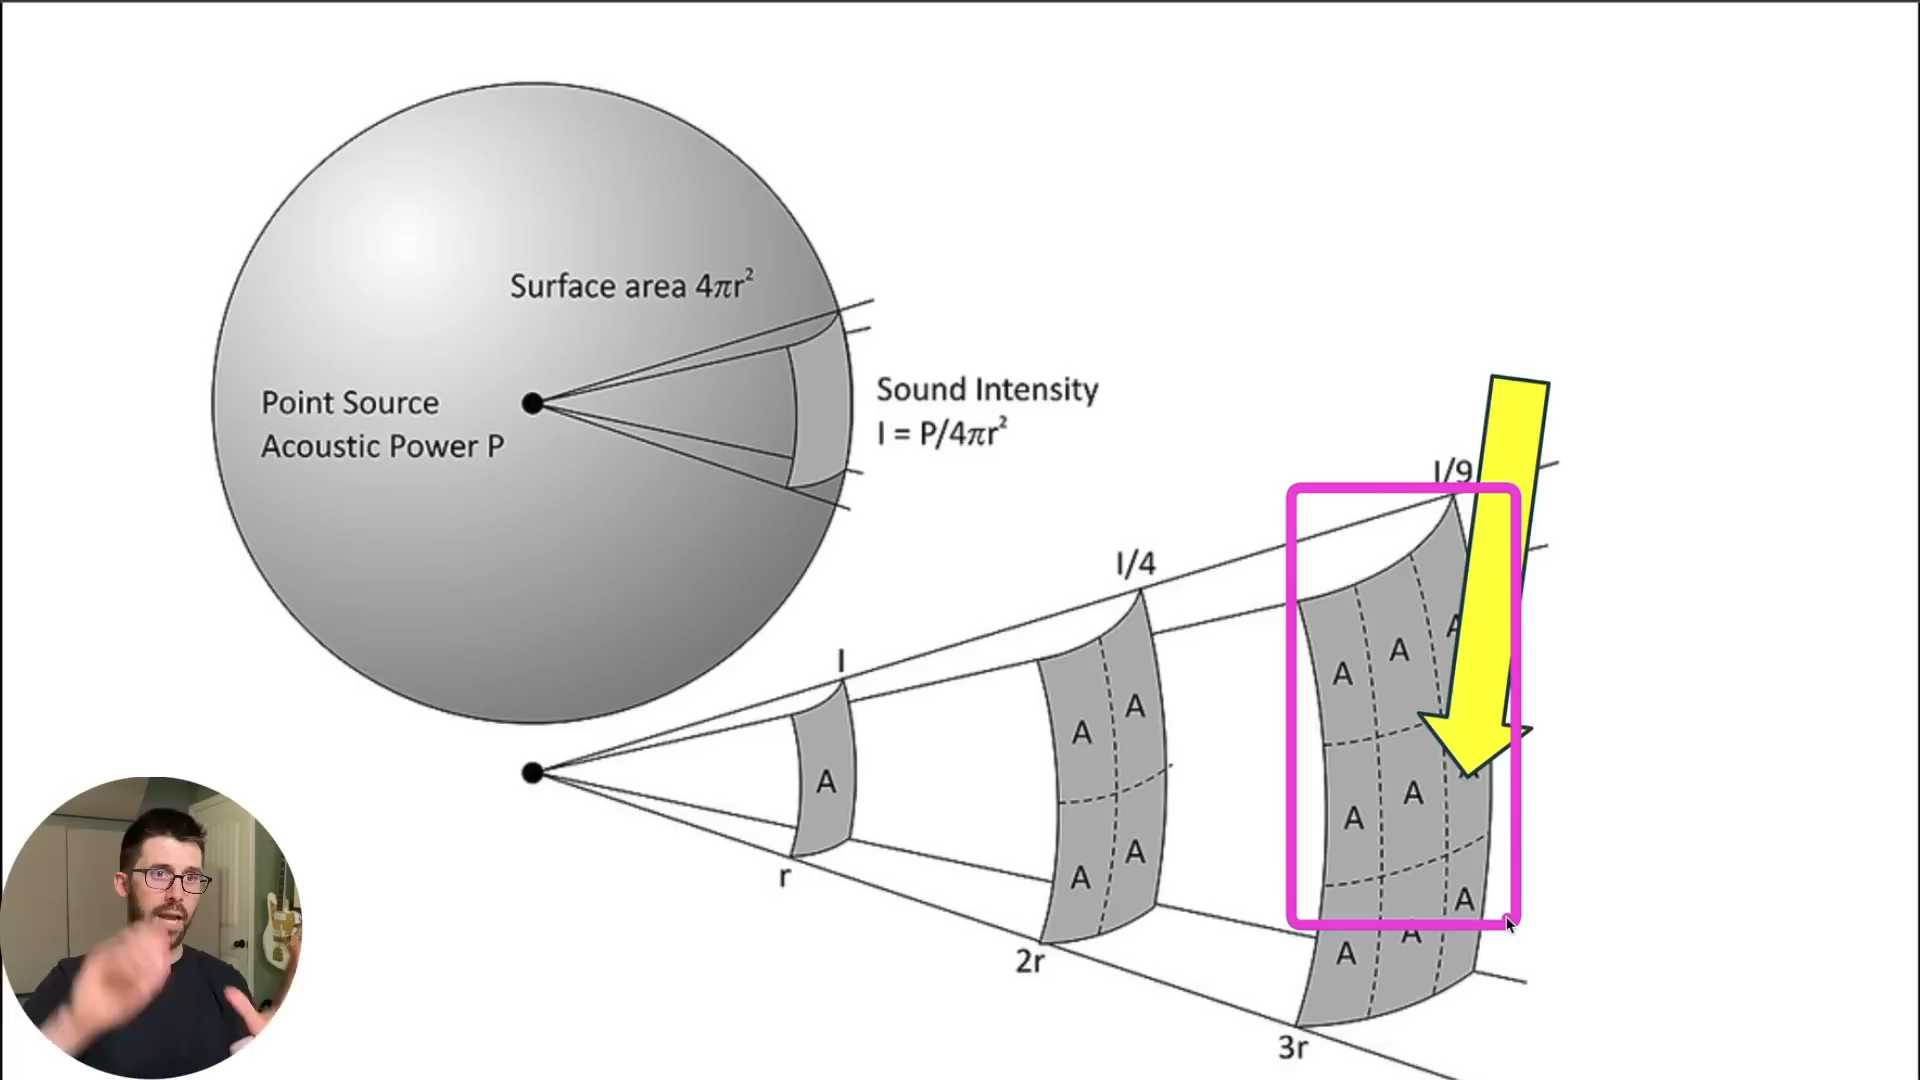 Surface area 4πr²
Point Source
Acoustic Power P
Sound Intensity
I = P/4πr²
I/9
I/4
I
A
A
A
A
A
A
A
A
A
A
A
A
A
A
r
2r
3r